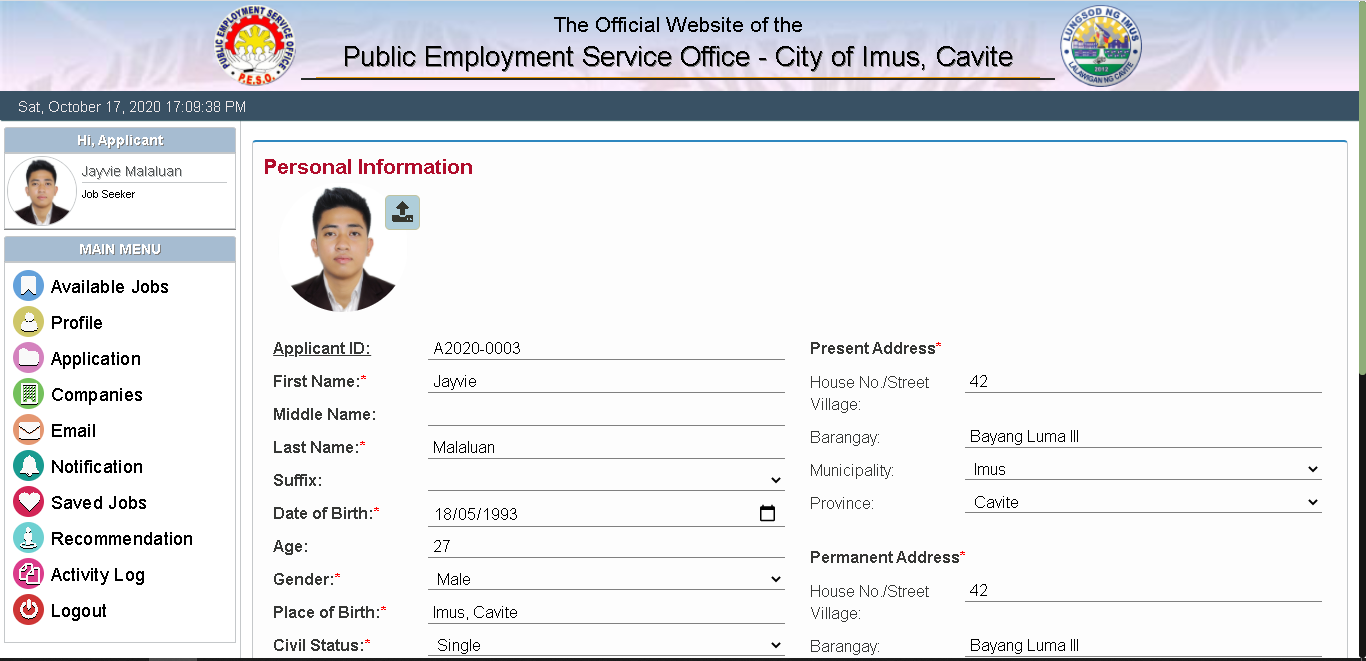 The Official Website of the
Public Employment Service Office - City of Imus, Cavite
PUBLIC EMPLOYMENT SERVICE OFFICE
P.E.S.O.
LUNGSOD NG IMUS
LALAWIGAN NG CAVITE
2012
Sat, October 17, 2020 17:09:38 PM
Hi, Applicant
Jayvie Malaluan
Job Seeker
MAIN MENU
Available Jobs
Profile
Application
Companies
Email
Notification
Saved Jobs
Recommendation
Activity Log
Logout
Personal Information
Applicant ID: A2020-0003
First Name:* Jayvie
Middle Name:
Last Name:* Malaluan
Suffix:
Date of Birth:* 18/05/1993
Age: 27
Gender:* Male
Place of Birth:* Imus, Cavite
Civil Status:* Single
Present Address*
House No./Street 42
Village:
Barangay: Bayang Luma III
Municipality: Imus
Province: Cavite
Permanent Address*
House No./Street 42
Village:
Barangay: Bayang Luma III